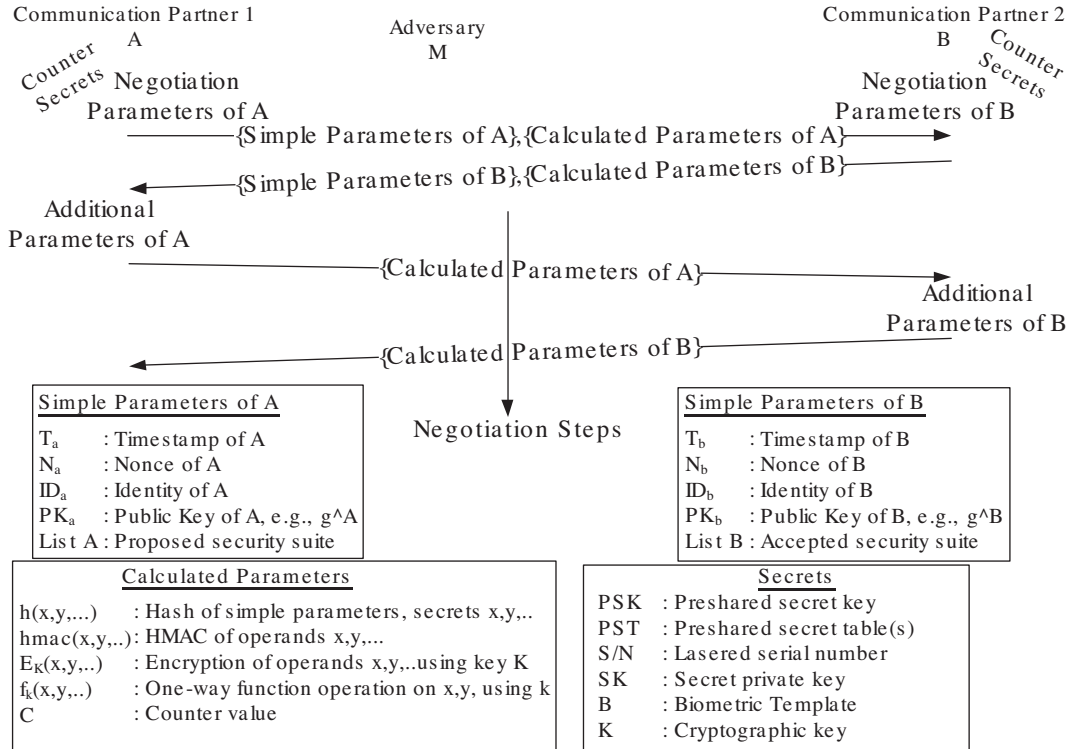 Communication Partner 1
A
Adversary
M
Communication Partner 2
B
Counter
Secrets
Counter
Secrets
Negotiation
Parameters of A
Negotiation
Parameters of B
{Simple Parameters of A},{Calculated Parameters of A}
{Simple Parameters of B},{Calculated Parameters of B}
Additional
Parameters of A
{Calculated Parameters of A}
Additional
Parameters of B
{Calculated Parameters of B}
Negotiation Steps
Simple Parameters of A
Tₐ : Timestamp of A
Nₐ : Nonce of A
IDₐ : Identity of A
PKₐ : Public Key of A, e.g., g^A
List A : Proposed security suite
Simple Parameters of B
T_b : Timestamp of B
N_b : Nonce of B
ID_b : Identity of B
PK_b : Public Key of B, e.g., g^B
List B : Accepted security suite
Calculated Parameters
h(x,y,...) : Hash of simple parameters, secrets x,y,..
hmac(x,y,..) : HMAC of operands x,y,...
E_K(x,y,..) : Encryption of operands x,y,..using key K
f_k(x,y,..) : One-way function operation on x,y, using k
C : Counter value
Secrets
PSK : Preshared secret key
PST : Preshared secret table(s)
S/N : Lasered serial number
SK : Secret private key
B : Biometric Template
K : Cryptographic key